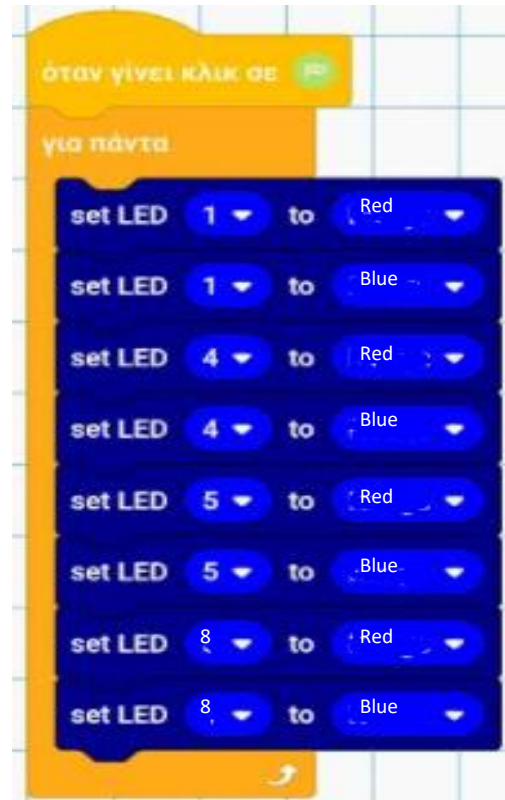 όταν γίνει κλικ σε
για πάντα
set LED 1 to Red
set LED 1 to Blue
set LED 4 to Red
set LED 4 to Blue
set LED 5 to Red
set LED 5 to Blue
set LED 8 to Red
set LED 8 to Blue